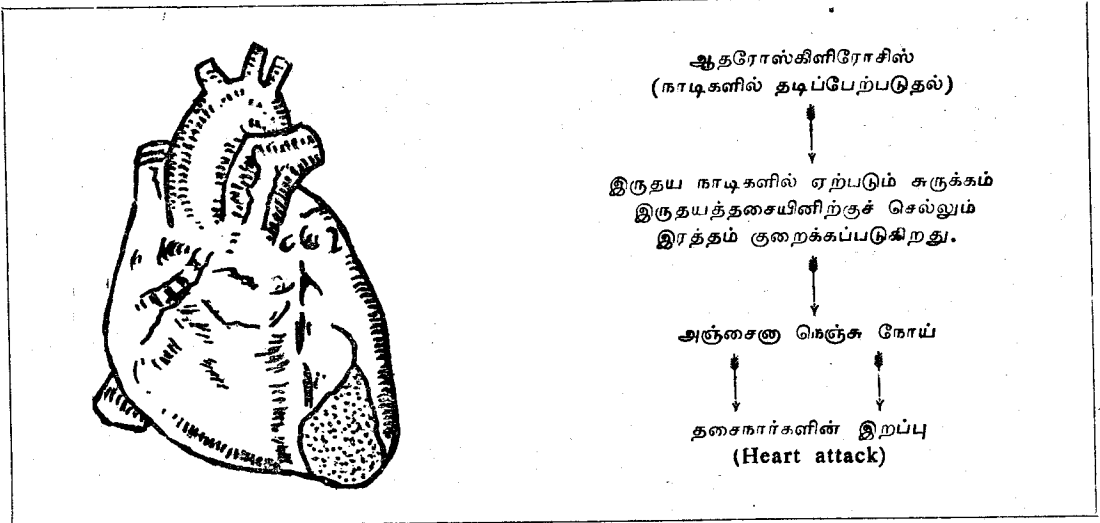 ஆதரோஸ்கிளிரோசிஸ்
(நாடிகளில் தடிப்பேற்படுதல்)
இருதய நாடிகளில் ஏற்படும் சுருக்கம்
இருதயத்தசையினிற்குச் செல்லும்
இரத்தம் குறைக்கப்படுகிறது.
அஞ்சைனா நெஞ்சு நோய்
தசைநார்களின் இறப்பு
(Heart attack)